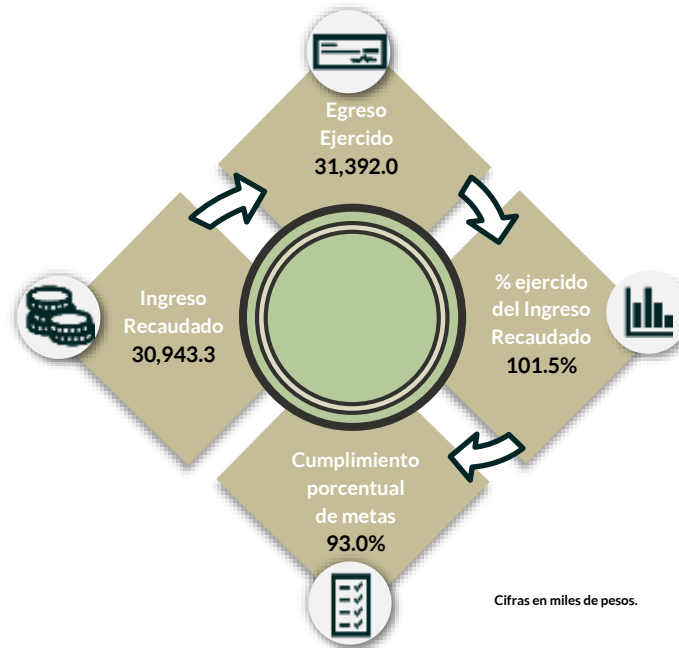 Egreso
Ejercido
31,392.0
Ingreso
Recaudado
30,943.3
% ejercido
del Ingreso
Recaudado
101.5%
Cumplimiento
porcentual
de metas
93.0%
Cifras en miles de pesos.